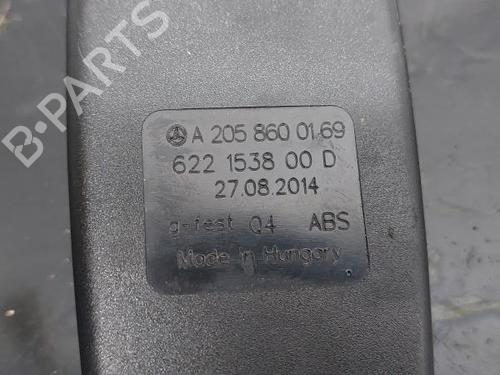 B-PARTS
A 205 860 01 69
622 1538 00 D
27.08.2014
g-fest Q4 ABS
Made in Hungary